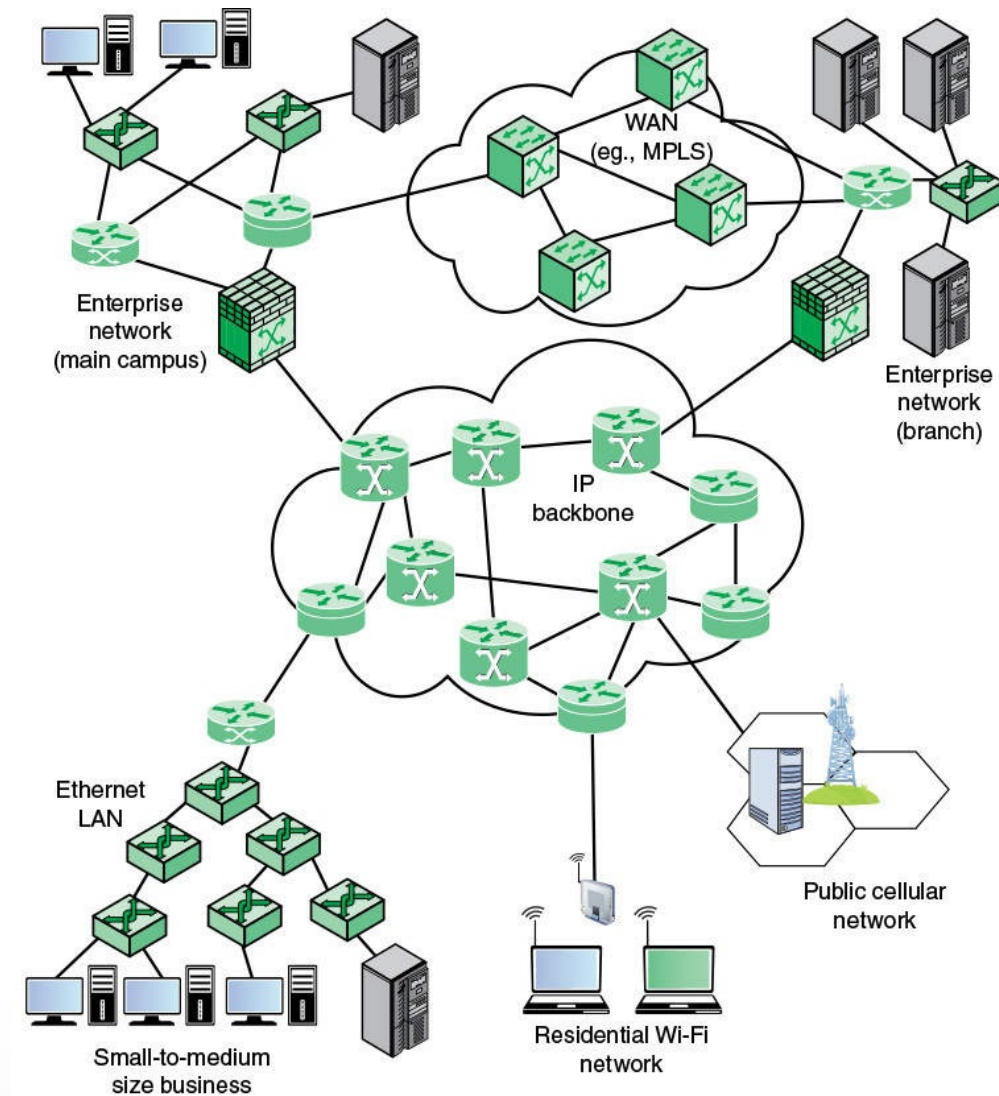 WAN
(eg., MPLS)
Enterprise
network
(main campus)
Enterprise
network
(branch)
IP
backbone
Ethernet
LAN
Public cellular
network
Residential Wi-Fi
network
Small-to-medium
size business